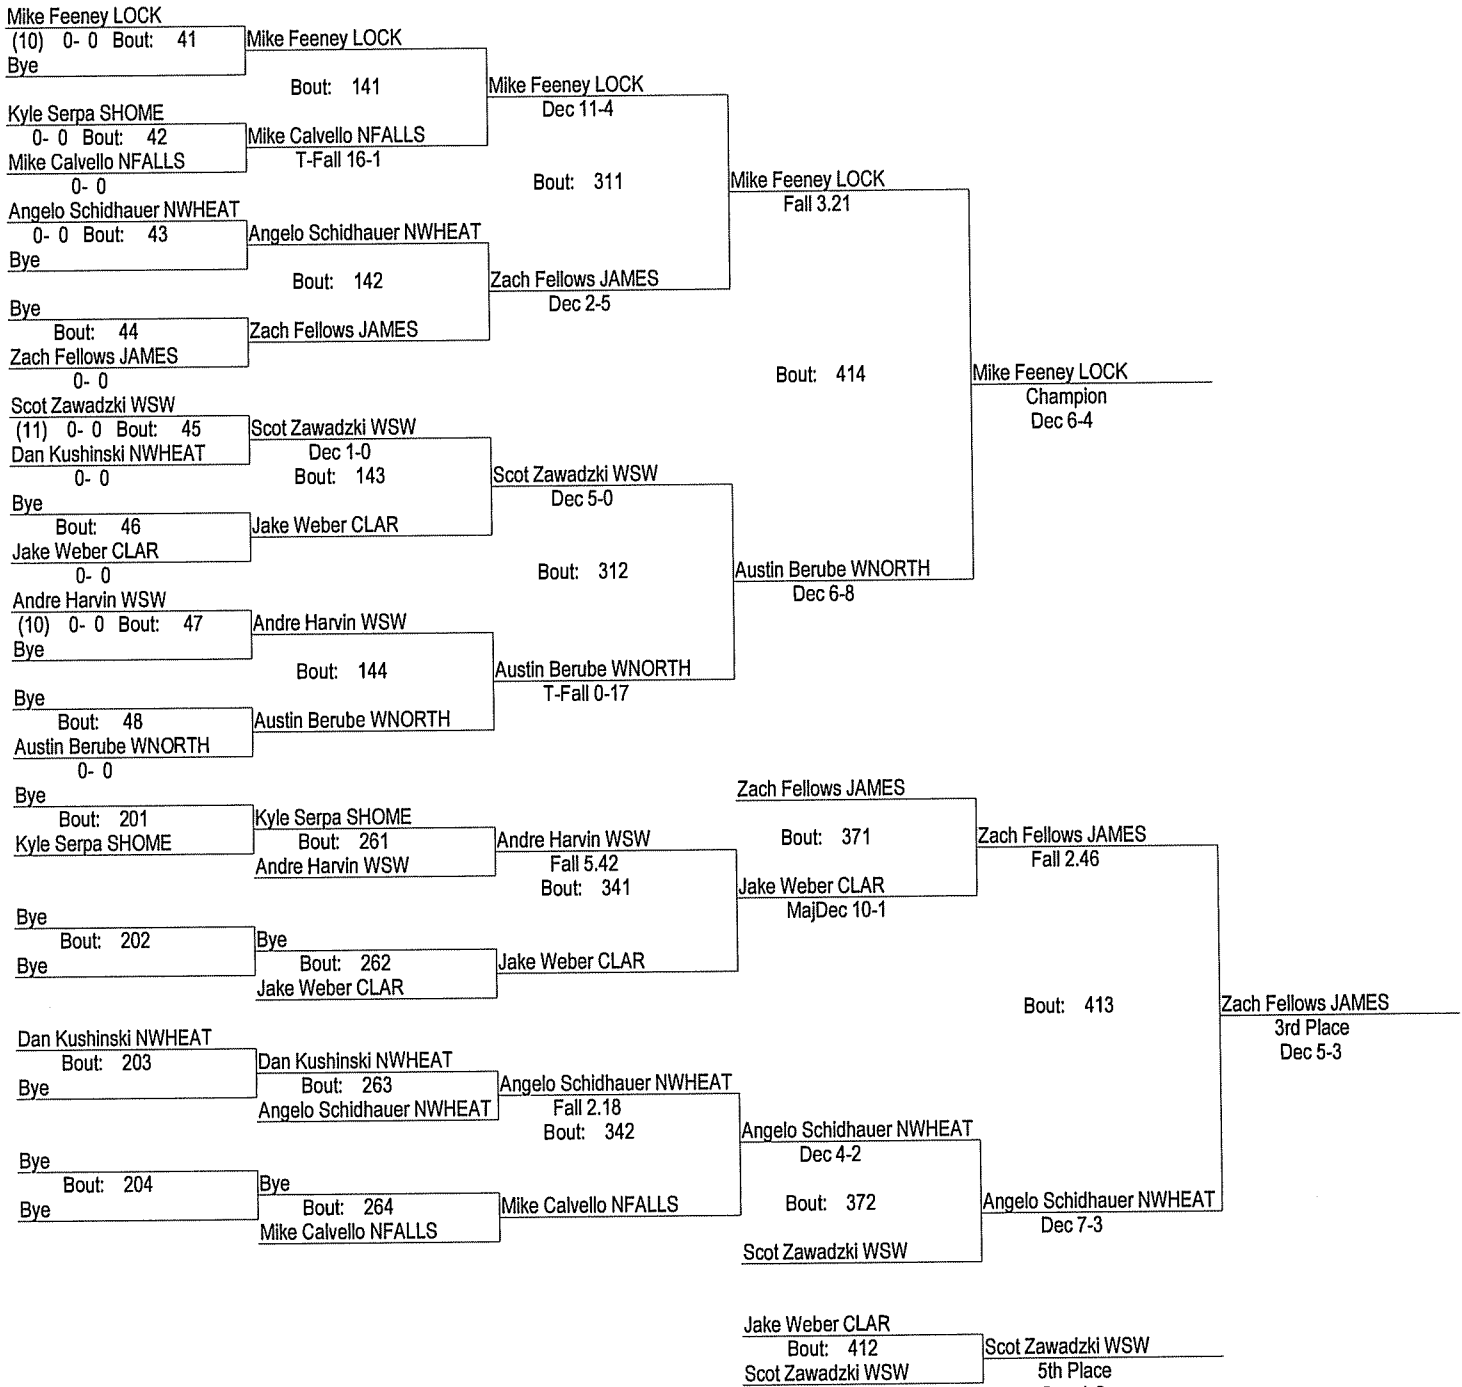 Mike Feeney LOCK
(10) 0- 0 Bout: 41
Bye
Mike Feeney LOCK
Bout: 141
Kyle Serpa SHOME
0- 0 Bout: 42
Mike Calvello NFALLS
0- 0
Mike Calvello NFALLS
T-Fall 16-1
Mike Feeney LOCK
Dec 11-4
Bout: 311
Angelo Schidhauer NWHEAT
0- 0 Bout: 43
Bye
Angelo Schidhauer NWHEAT
Bout: 142
Bye
Bout: 44
Zach Fellows JAMES
0- 0
Zach Fellows JAMES
Zach Fellows JAMES
Dec 2-5
Mike Feeney LOCK
Fall 3.21
Bout: 414
Mike Feeney LOCK
Champion
Dec 6-4
Scot Zawadzki WSW
(11) 0- 0 Bout: 45
Dan Kushinski NWHEAT
0- 0
Scot Zawadzki WSW
Dec 1-0
Bout: 143
Bye
Bout: 46
Jake Weber CLAR
0- 0
Jake Weber CLAR
Scot Zawadzki WSW
Dec 5-0
Bout: 312
Austin Berube WNORTH
Dec 6-8
Andre Harvin WSW
(10) 0- 0 Bout: 47
Bye
Andre Harvin WSW
Bout: 144
Bye
Bout: 48
Austin Berube WNORTH
0- 0
Austin Berube WNORTH
Austin Berube WNORTH
T-Fall 0-17
Bye
Bout: 201
Kyle Serpa SHOME
Kyle Serpa SHOME
Bout: 261
Andre Harvin WSW
Andre Harvin WSW
Fall 5.42
Bout: 341
Bye
Bout: 202
Bye
Bye
Bout: 262
Jake Weber CLAR
Jake Weber CLAR
Zach Fellows JAMES
Bout: 371
Jake Weber CLAR
MajDec 10-1
Zach Fellows JAMES
Fall 2.46
Bout: 413
Zach Fellows JAMES
3rd Place
Dec 5-3
Dan Kushinski NWHEAT
Bout: 203
Bye
Dan Kushinski NWHEAT
Bout: 263
Angelo Schidhauer NWHEAT
Angelo Schidhauer NWHEAT
Fall 2.18
Bout: 342
Bye
Bout: 204
Bye
Bye
Bout: 264
Mike Calvello NFALLS
Mike Calvello NFALLS
Angelo Schidhauer NWHEAT
Dec 4-2
Bout: 372
Scot Zawadzki WSW
Angelo Schidhauer NWHEAT
Dec 7-3
Jake Weber CLAR
Bout: 412
Scot Zawadzki WSW
Scot Zawadzki WSW
5th Place